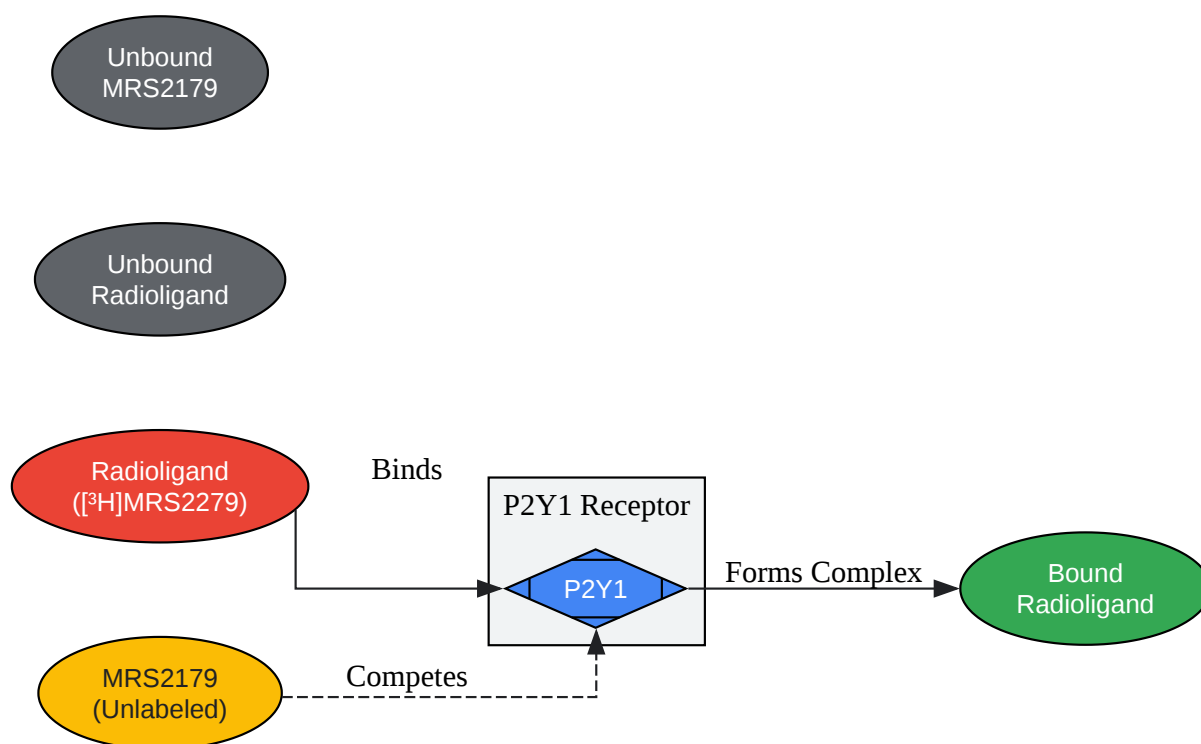 Unbound
MRS2179
Unbound
Radioligand
Radioligand
([³H]MRS2279)
Binds
P2Y1 Receptor
P2Y1
Forms Complex
Bound
Radioligand
MRS2179
(Unlabeled)
Competes